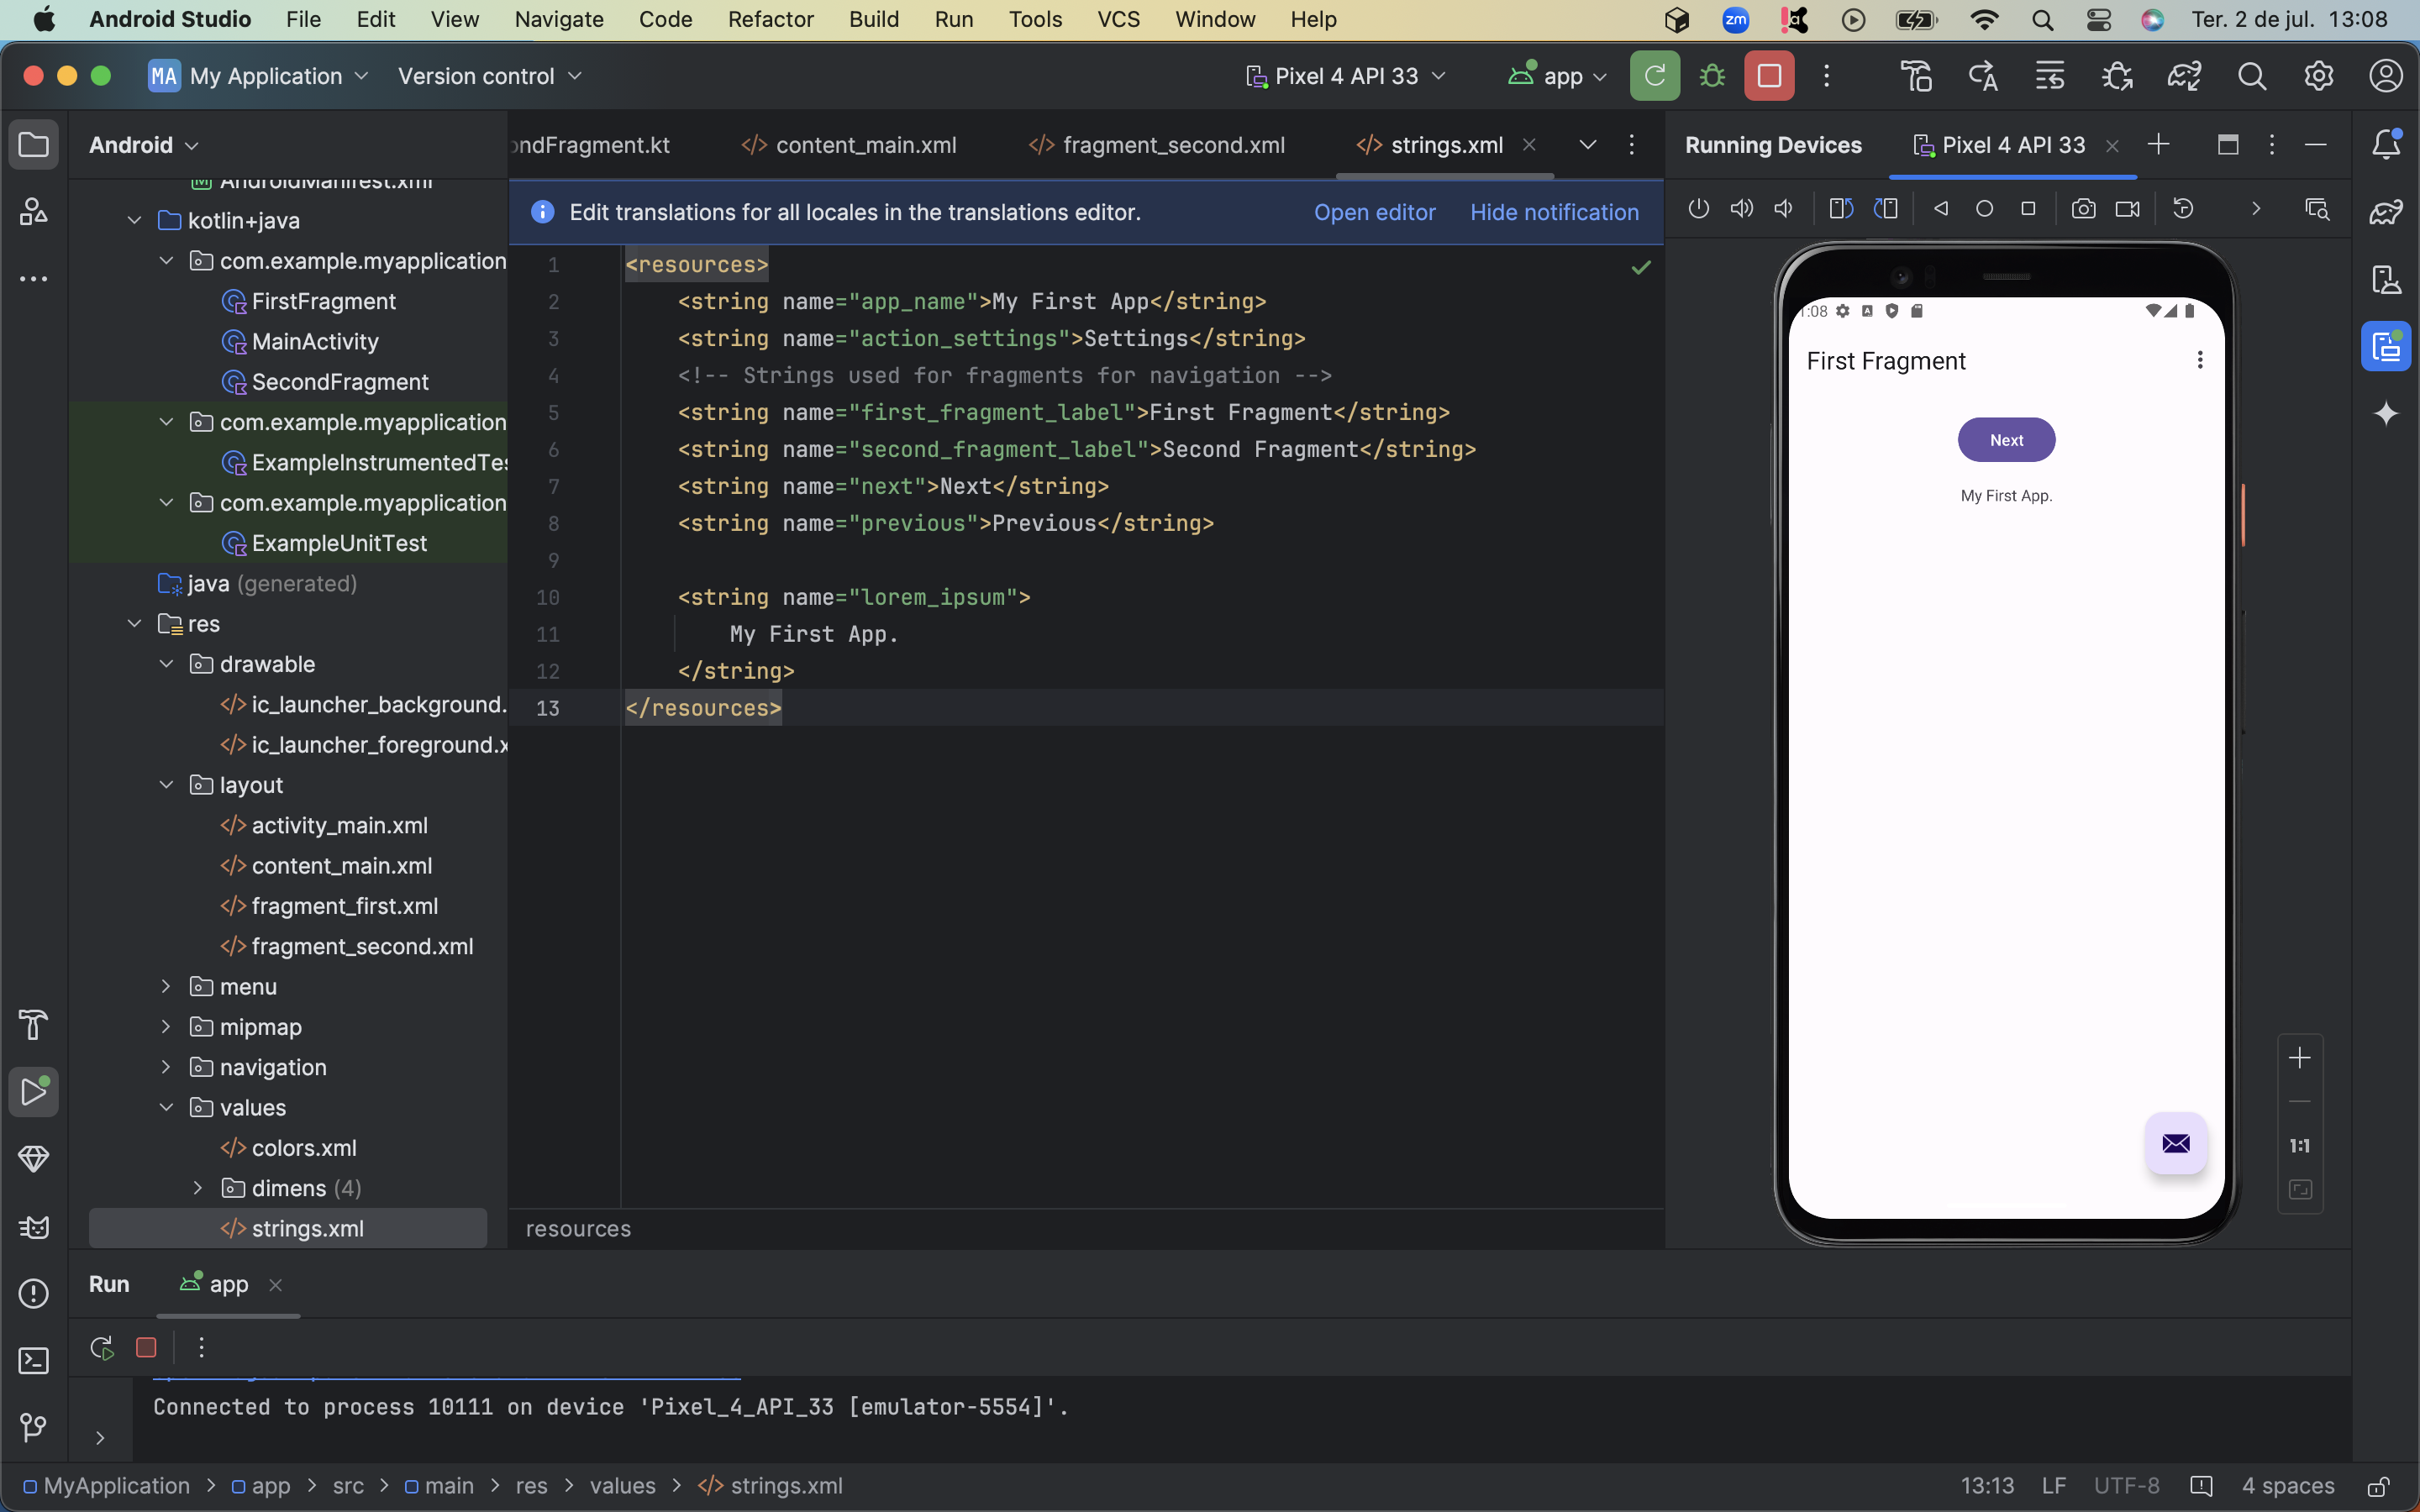 Android Studio File Edit View Navigate Code Refactor Build Run Tools VCS Window Help zm Ter. 2 de jul. 13:08
MA My Application Version control Pixel 4 API 33 app
Android
ondFragment.kt content_main.xml fragment_second.xml strings.xml
Running Devices Pixel 4 API 33
AndroidManifest.xml
kotlin+java
com.example.myapplication
FirstFragment
MainActivity
SecondFragment
com.example.myapplication
ExampleInstrumentedTes
com.example.myapplication
ExampleUnitTest
java (generated)
res
drawable
ic_launcher_background.
ic_launcher_foreground.x
layout
activity_main.xml
content_main.xml
fragment_first.xml
fragment_second.xml
menu
mipmap
navigation
values
colors.xml
dimens (4)
strings.xml
Edit translations for all locales in the translations editor. Open editor Hide notification
1 <resources>
2 <string name="app_name">My First App</string>
3 <string name="action_settings">Settings</string>
4 <!-- Strings used for fragments for navigation -->
5 <string name="first_fragment_label">First Fragment</string>
6 <string name="second_fragment_label">Second Fragment</string>
7 <string name="next">Next</string>
8 <string name="previous">Previous</string>
9
10 <string name="lorem_ipsum">
11 My First App.
12 </string>
13 </resources>
resources
1:08
First Fragment
Next
My First App.
1:1
Run app
Connected to process 10111 on device 'Pixel_4_API_33 [emulator-5554]'.
MyApplication > app > src > main > res > values > strings.xml 13:13 LF UTF-8 4 spaces